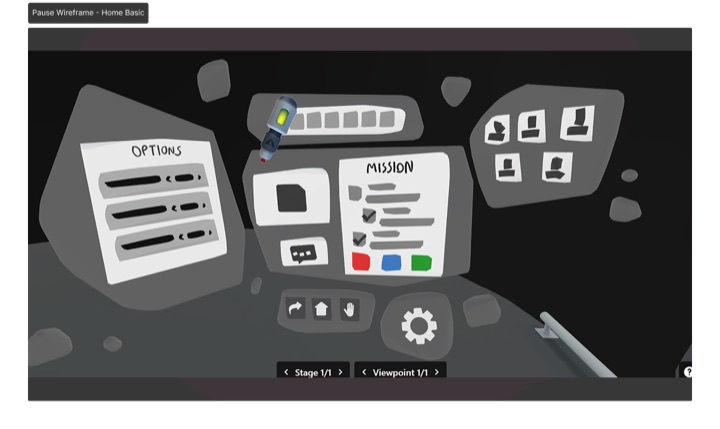 Pause Wireframe - Home Basic
OPTIONS
MISSION
Stage 1/1
Viewpoint 1/1
?